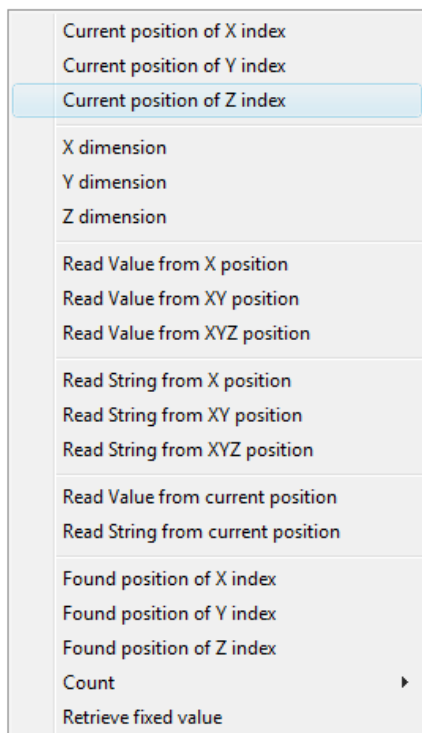 Current position of X index
Current position of Y index
Current position of Z index
X dimension
Y dimension
Z dimension
Read Value from X position
Read Value from XY position
Read Value from XYZ position
Read String from X position
Read String from XY position
Read String from XYZ position
Read Value from current position
Read String from current position
Found position of X index
Found position of Y index
Found position of Z index
Count
Retrieve fixed value